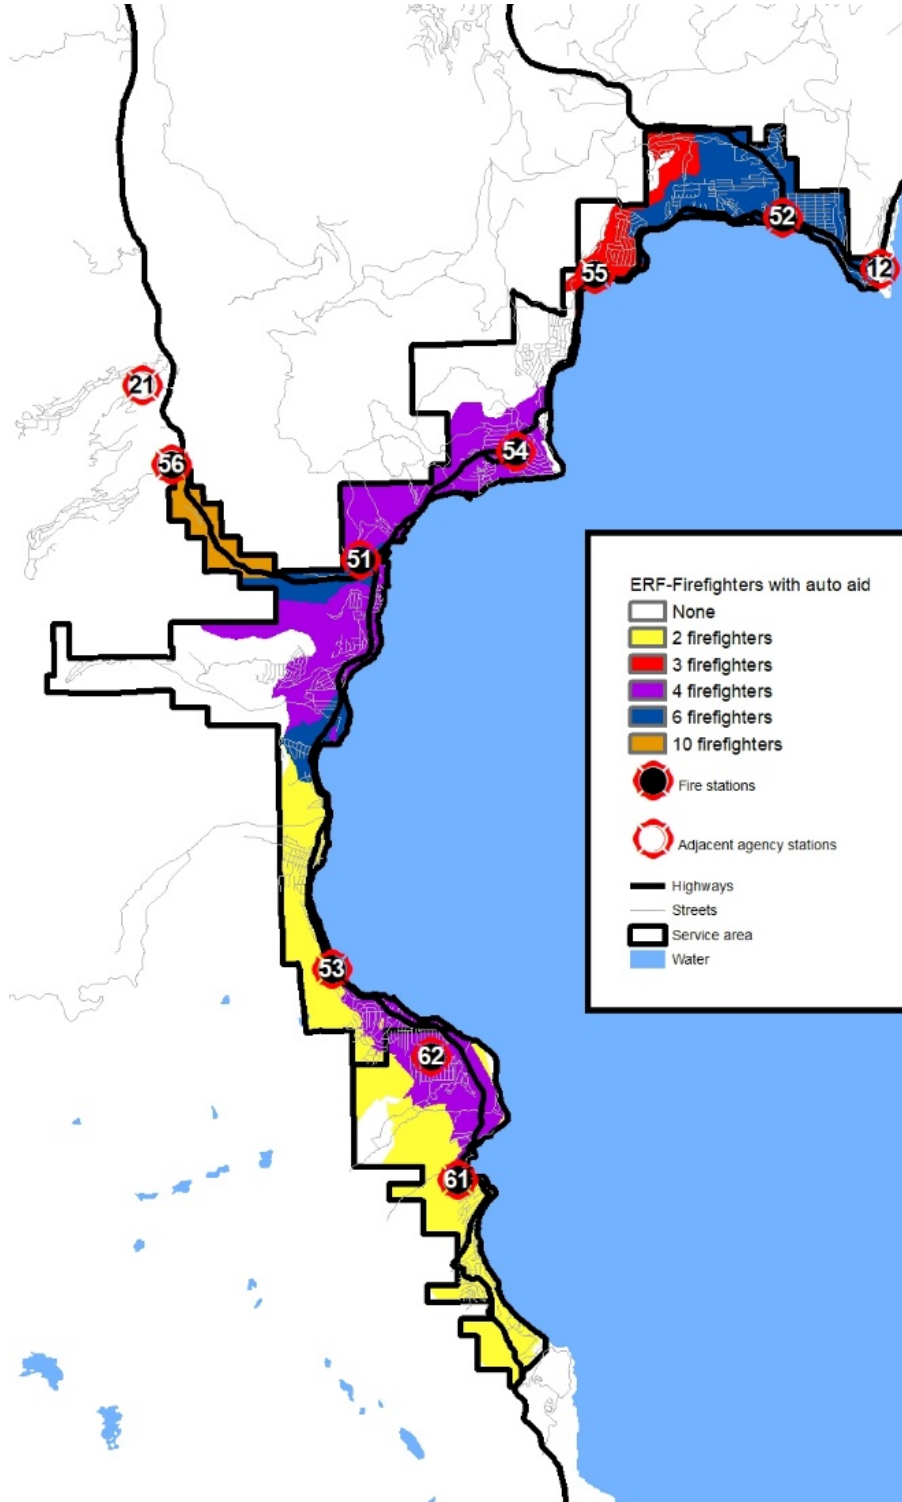 52
12
55
21
54
56
51
ERF-Firefighters with auto aid
None
2 firefighters
3 firefighters
4 firefighters
6 firefighters
10 firefighters
Fire stations
Adjacent agency stations
Highways
Streets
Service area
Water
53
62
61